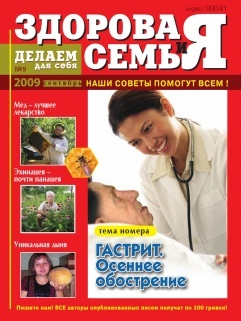 индекс 99041
ЗДОРОВАЯ
И
СЕМЬЯ
ДЕЛАЕМ
для себя
№9
2009 сентябрь
НАШИ СОВЕТЫ ПОМОГУТ ВСЕМ!
Мед – лучшее
лекарство
Эхинацея –
почти панацея
Уникальная дыня
тема номера
ГАСТРИТ.
Осеннее
обострение
Пишите нам! ВСЕ авторы опубликованных писем получат по 100 гривен!